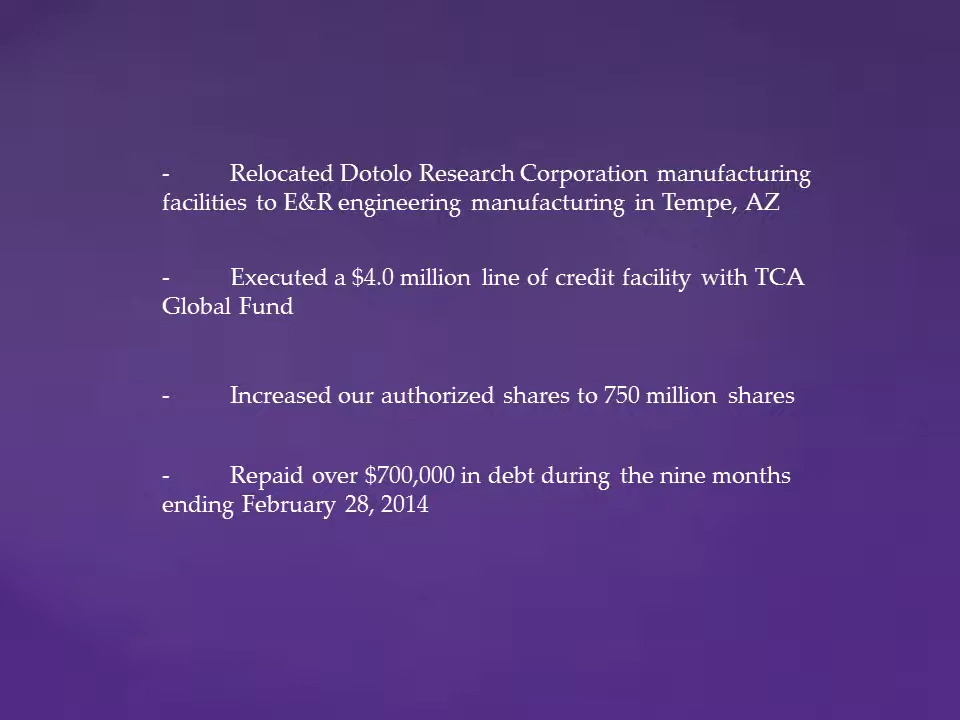 - Relocated Dotolo Research Corporation manufacturing
facilities to E&R engineering manufacturing in Tempe, AZ
- Executed a $4.0 million line of credit facility with TCA
Global Fund
- Increased our authorized shares to 750 million shares
- Repaid over $700,000 in debt during the nine months
ending February 28, 2014